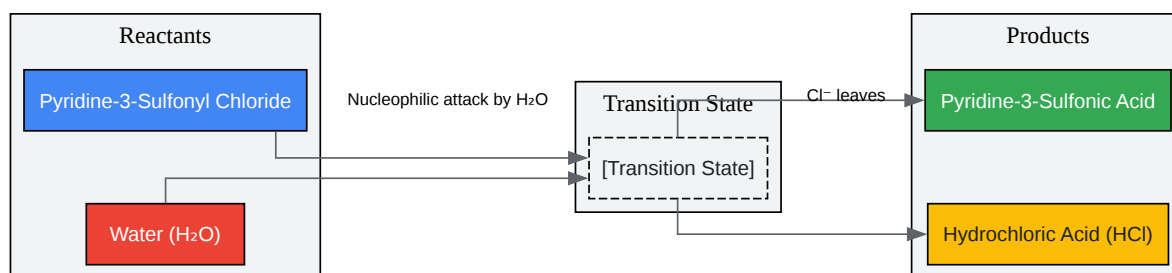 Reactants
Pyridine-3-Sulfonyl Chloride
Water (H₂O)
Nucleophilic attack by H₂O
Transition State
[Transition State]
Cl⁻ leaves
Products
Pyridine-3-Sulfonic Acid
Hydrochloric Acid (HCl)